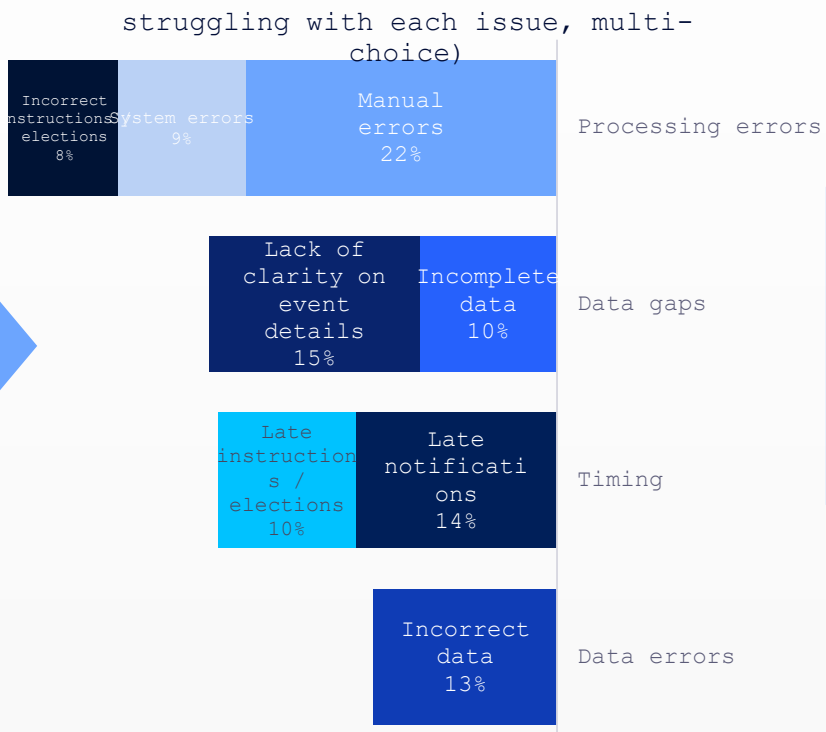 struggling with each issue, multi-
choice)
Incorrect
nstructions /
elections
8%
System errors
9%
Manual
errors
22%
Processing errors
Lack of
clarity on
event
details
15%
Incomplete
data
10%
Data gaps
Late
instruction
s /
elections
10%
Late
notificati
ons
14%
Timing
Incorrect
data
13%
Data errors